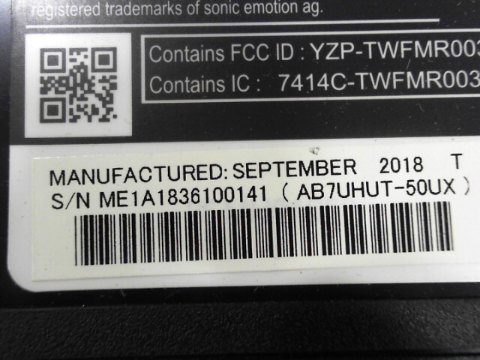 registered trademarks of sonic emotion ag.
Contains FCC ID : YZP-TWFMR003
Contains IC : 7414C-TWFMR003
MANUFACTURED: SEPTEMBER 2018 T
S/N ME1A1836100141 ( AB7UHUT-50UX )